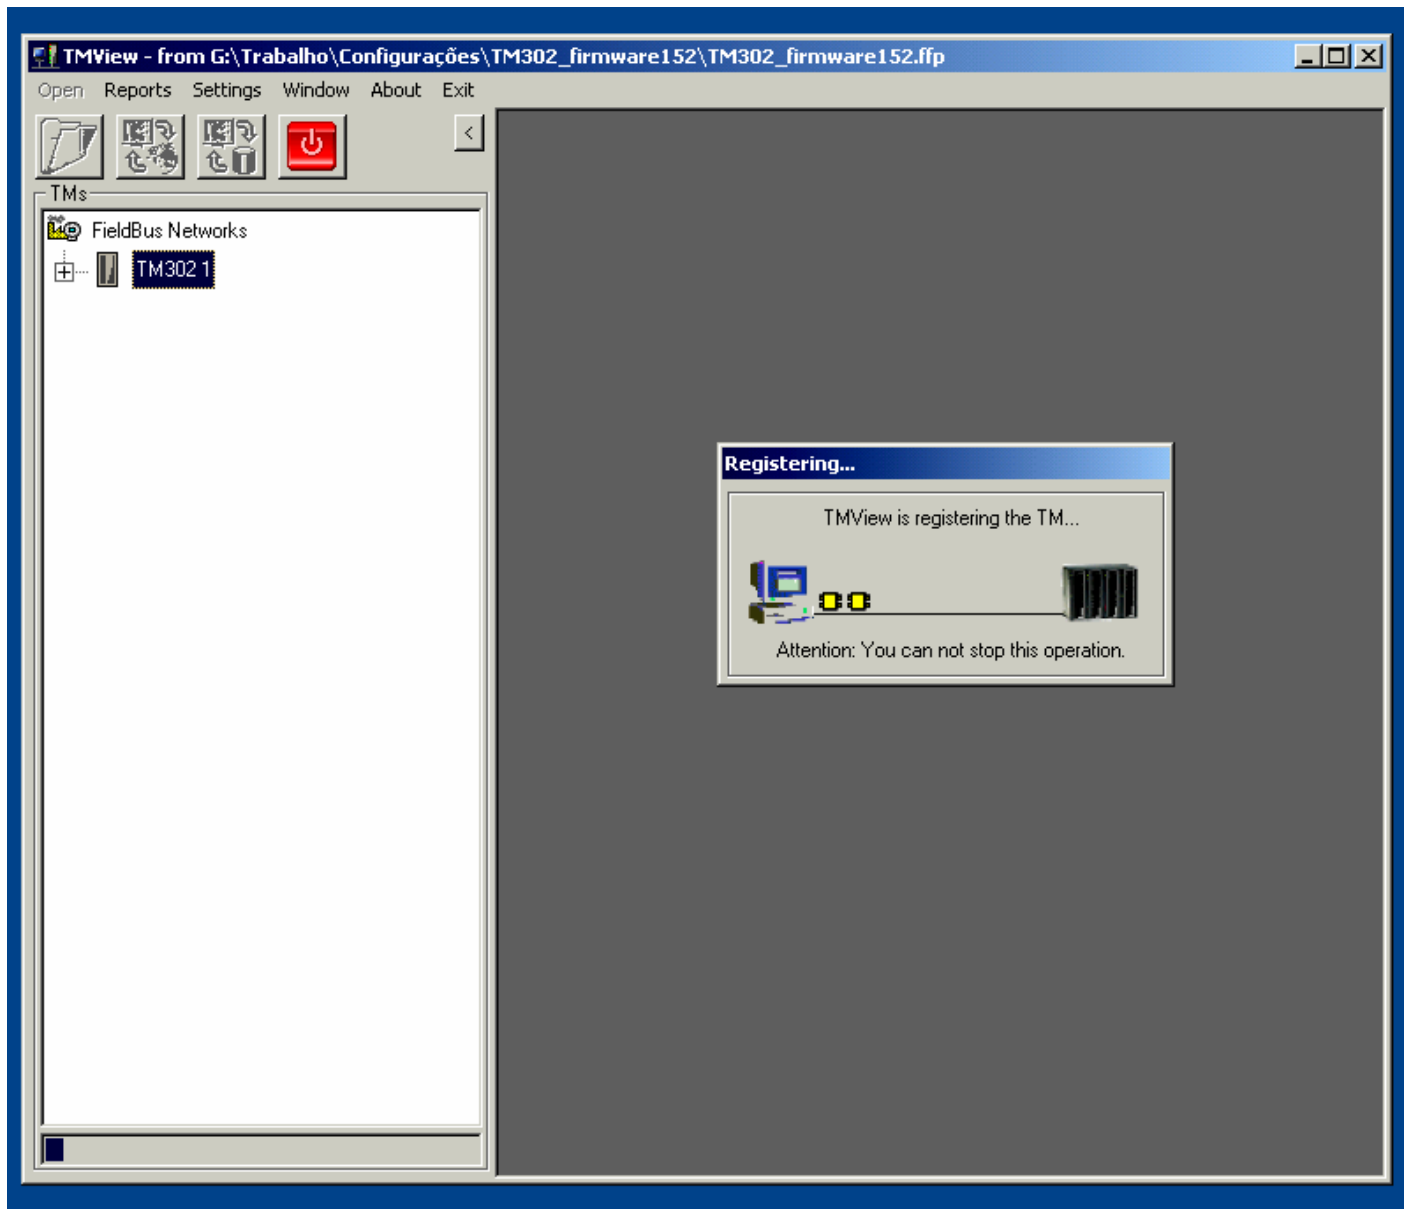 TMView - from G:\Trabalho\Configurações\TM302_firmware152\TM302_firmware152.ffp
Open Reports Settings Window About Exit
<
TMs
FieldBus Networks
TM302 1
Registering...
TMView is registering the TM...
Attention: You can not stop this operation.